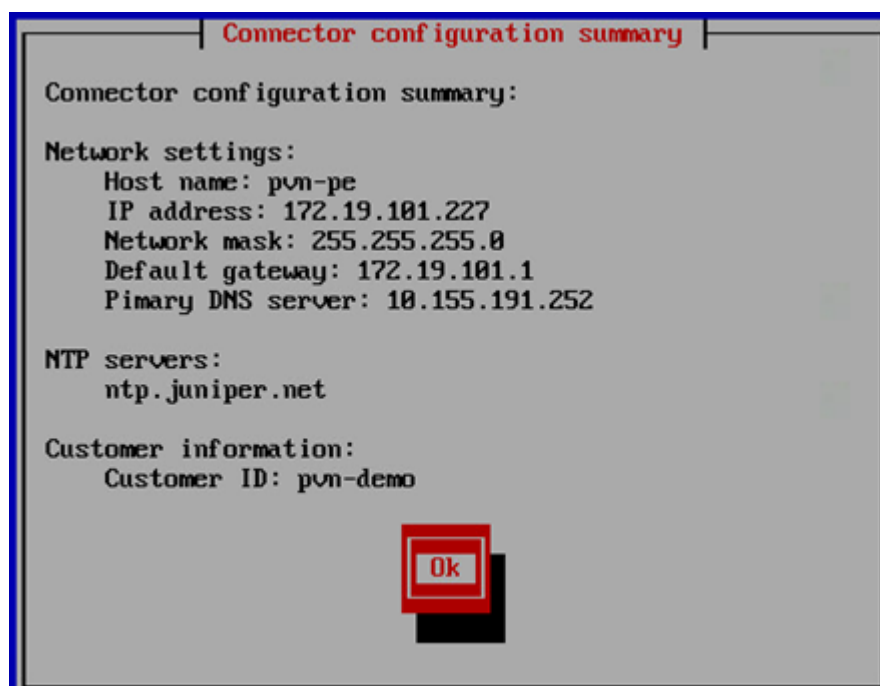 Connector configuration summary
Connector configuration summary:
Network settings:
Host name: pvn-pe
IP address: 172.19.101.227
Network mask: 255.255.255.0
Default gateway: 172.19.101.1
Pimary DNS server: 10.155.191.252
NTP servers:
ntp.juniper.net
Customer information:
Customer ID: pvn-demo
Ok